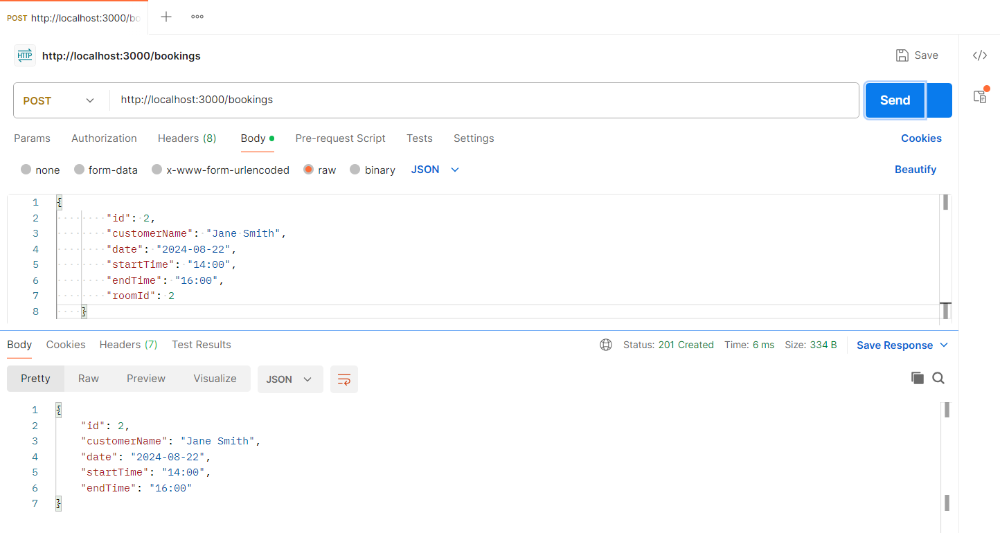 POST http://localhost:3000/bo
HTTP http://localhost:3000/bookings
Save
POST http://localhost:3000/bookings
Send
Params Authorization Headers (8) Body Pre-request Script Tests Settings Cookies
none form-data x-www-form-urlencoded raw binary JSON Beautify
1 {
2 "id": 2,
3 "customerName": "Jane Smith",
4 "date": "2024-08-22",
5 "startTime": "14:00",
6 "endTime": "16:00",
7 "roomId": 2
8 }
Body Cookies Headers (7) Test Results Status: 201 Created Time: 6 ms Size: 334 B Save Response
Pretty Raw Preview Visualize JSON
1 {
2 "id": 2,
3 "customerName": "Jane Smith",
4 "date": "2024-08-22",
5 "startTime": "14:00",
6 "endTime": "16:00"
7 }